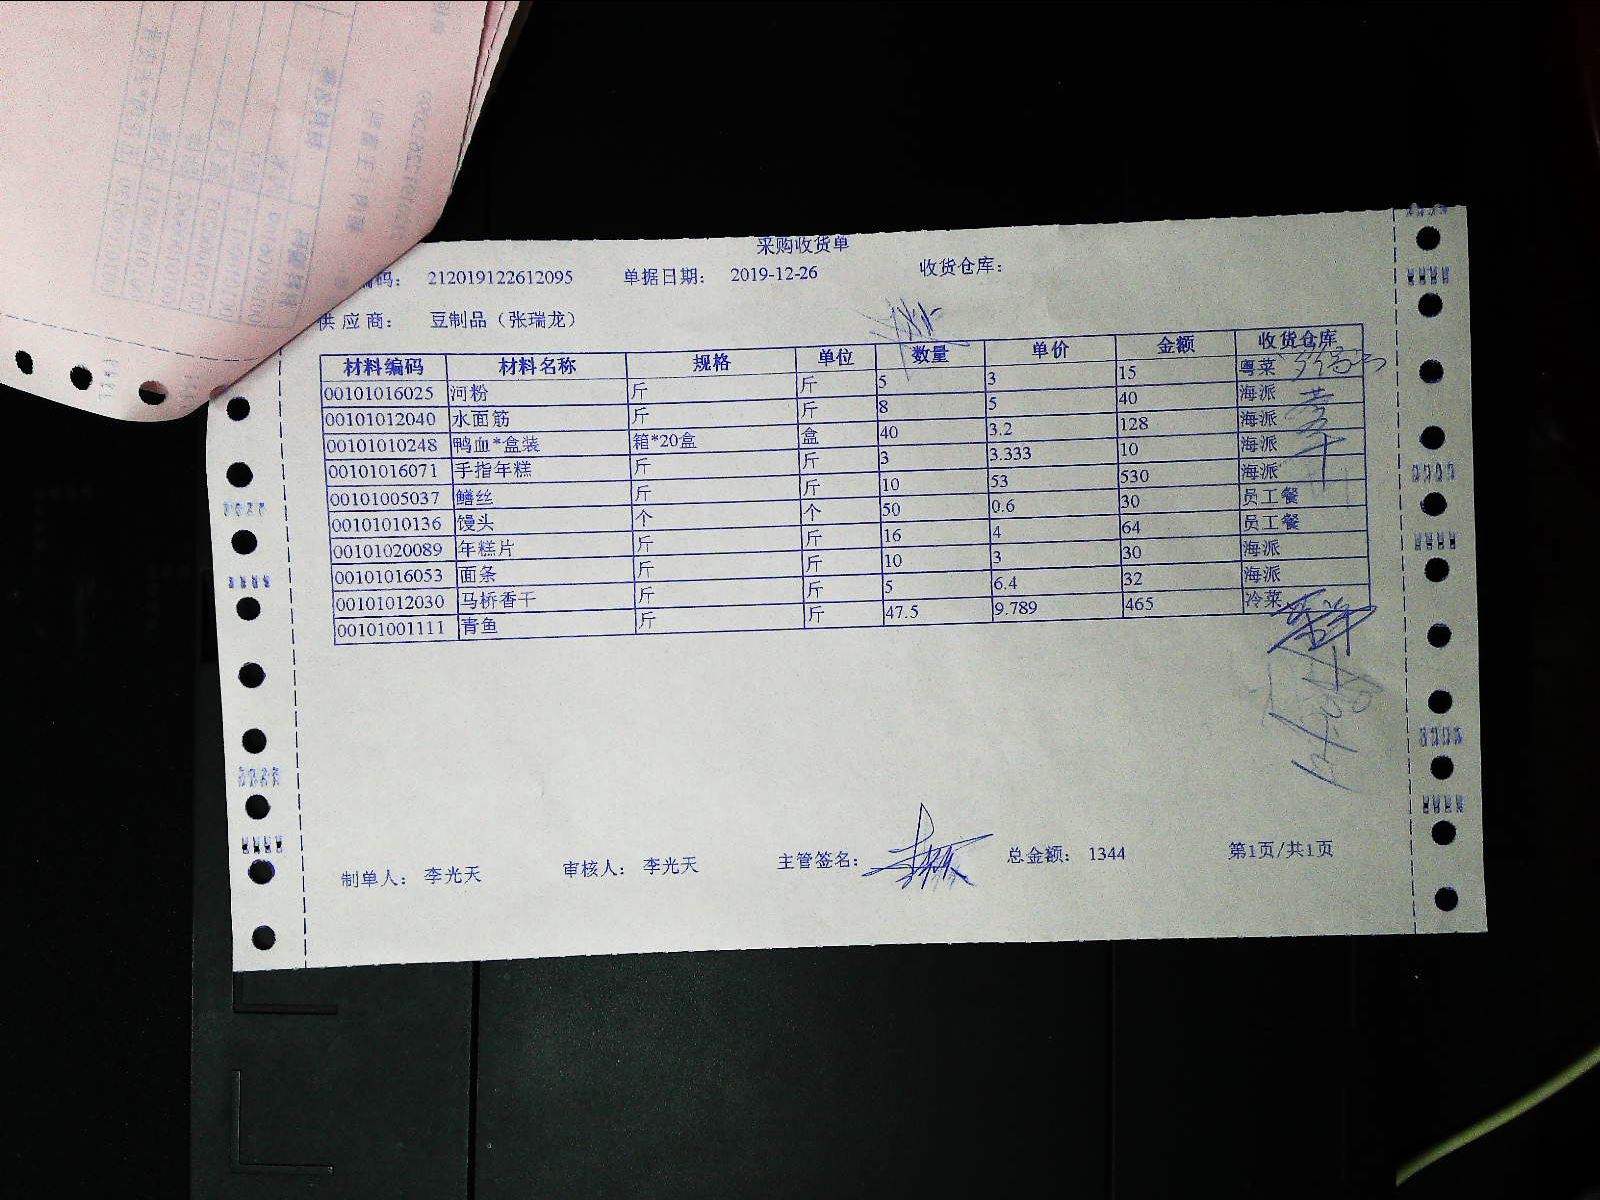 采购收货单
编码： 212019122612095 单据日期： 2019-12-26 收货仓库：
供应商： 豆制品（张瑞龙）
材料编码 材料名称 规格 单位 数量 单价 金额 收货仓库
00101016025 河粉 斤 斤 5 3 15 粤菜
00101012040 水面筋 斤 斤 8 5 40 海派
00101010248 鸭血*盒装 箱*20盒 盒 40 3.2 128 海派
00101016071 手指年糕 斤 斤 3 3.333 10 海派
00101005037 鳝丝 斤 斤 10 53 530 海派
00101010136 馒头 个 个 50 0.6 30 员工餐
00101020089 年糕片 斤 斤 16 4 64 员工餐
00101016053 面条 斤 斤 10 3 30 海派
00101012030 马桥香干 斤 斤 5 6.4 32 海派
00101001111 青鱼 斤 斤 47.5 9.789 465 冷菜
制单人： 李光天 审核人： 李光天 主管签名： 总金额： 1344 第1页/共1页